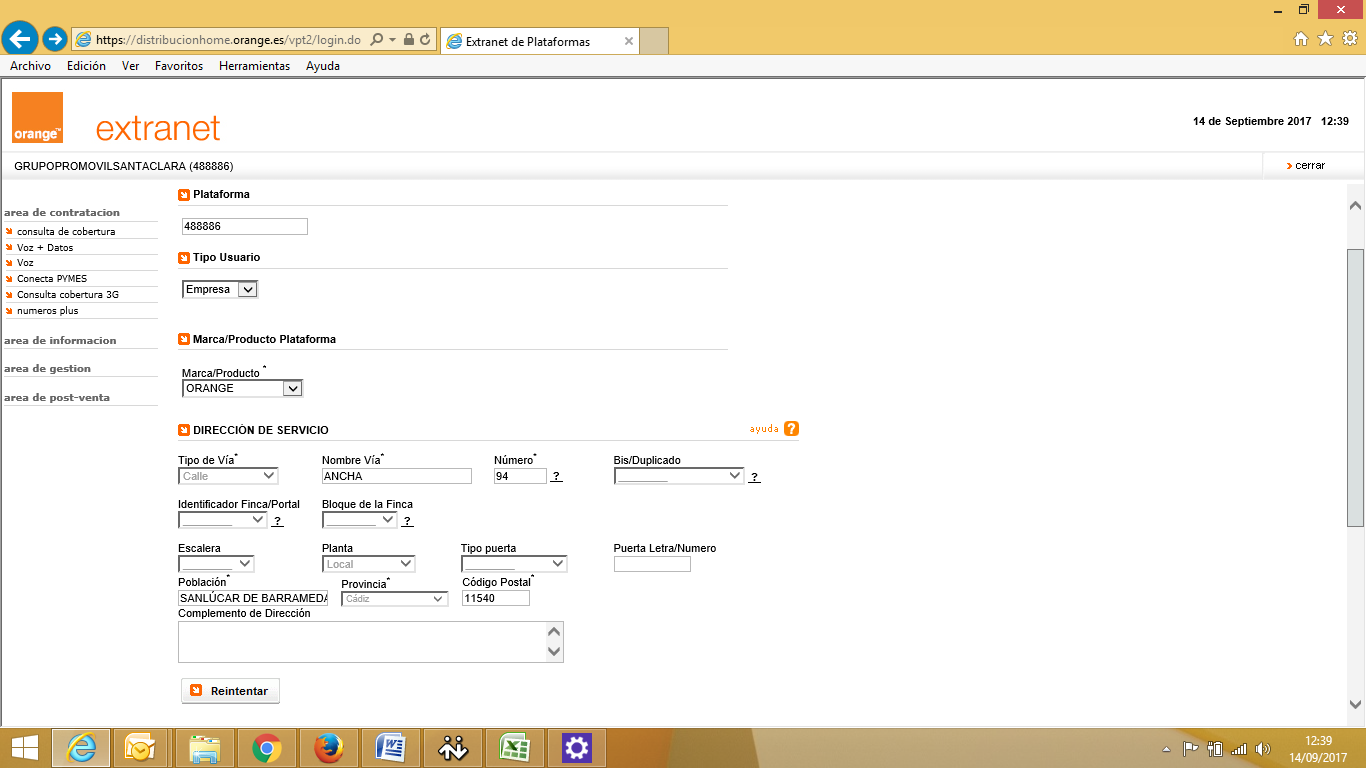 https://distribucionhome.orange.es/vpt2/login.do
Extranet de Plataformas
Archivo Edición Ver Favoritos Herramientas Ayuda
orange™ extranet
14 de Septiembre 2017 12:39
GRUPOPROMOVILSANTACLARA (488886)
cerrar
area de contratacion
consulta de cobertura
Voz + Datos
Voz
Conecta PYMES
Consulta cobertura 3G
numeros plus
area de informacion
area de gestion
area de post-venta
Plataforma
488886
Tipo Usuario
Empresa
Marca/Producto Plataforma
Marca/Producto *
ORANGE
DIRECCIÓN DE SERVICIO
ayuda ?
Tipo de Vía* Nombre Vía* Número* Bis/Duplicado
Calle ANCHA 94 ? ?
Identificador Finca/Portal Bloque de la Finca
? ?
Escalera Planta Tipo puerta Puerta Letra/Numero
Local
Población* Provincia* Código Postal*
SANLÚCAR DE BARRAMEDA Cádiz 11540
Complemento de Dirección
Reintentar
12:39
14/09/2017